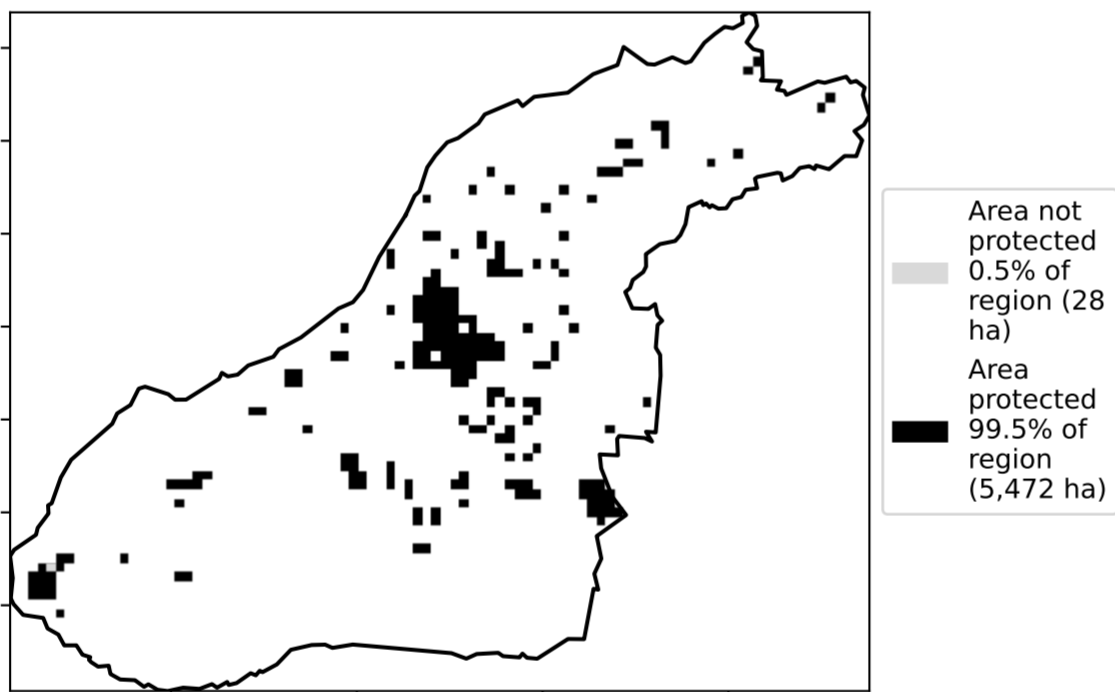 Area not
protected
0.5% of
region (28
ha)
Area
protected
99.5% of
region
(5,472 ha)